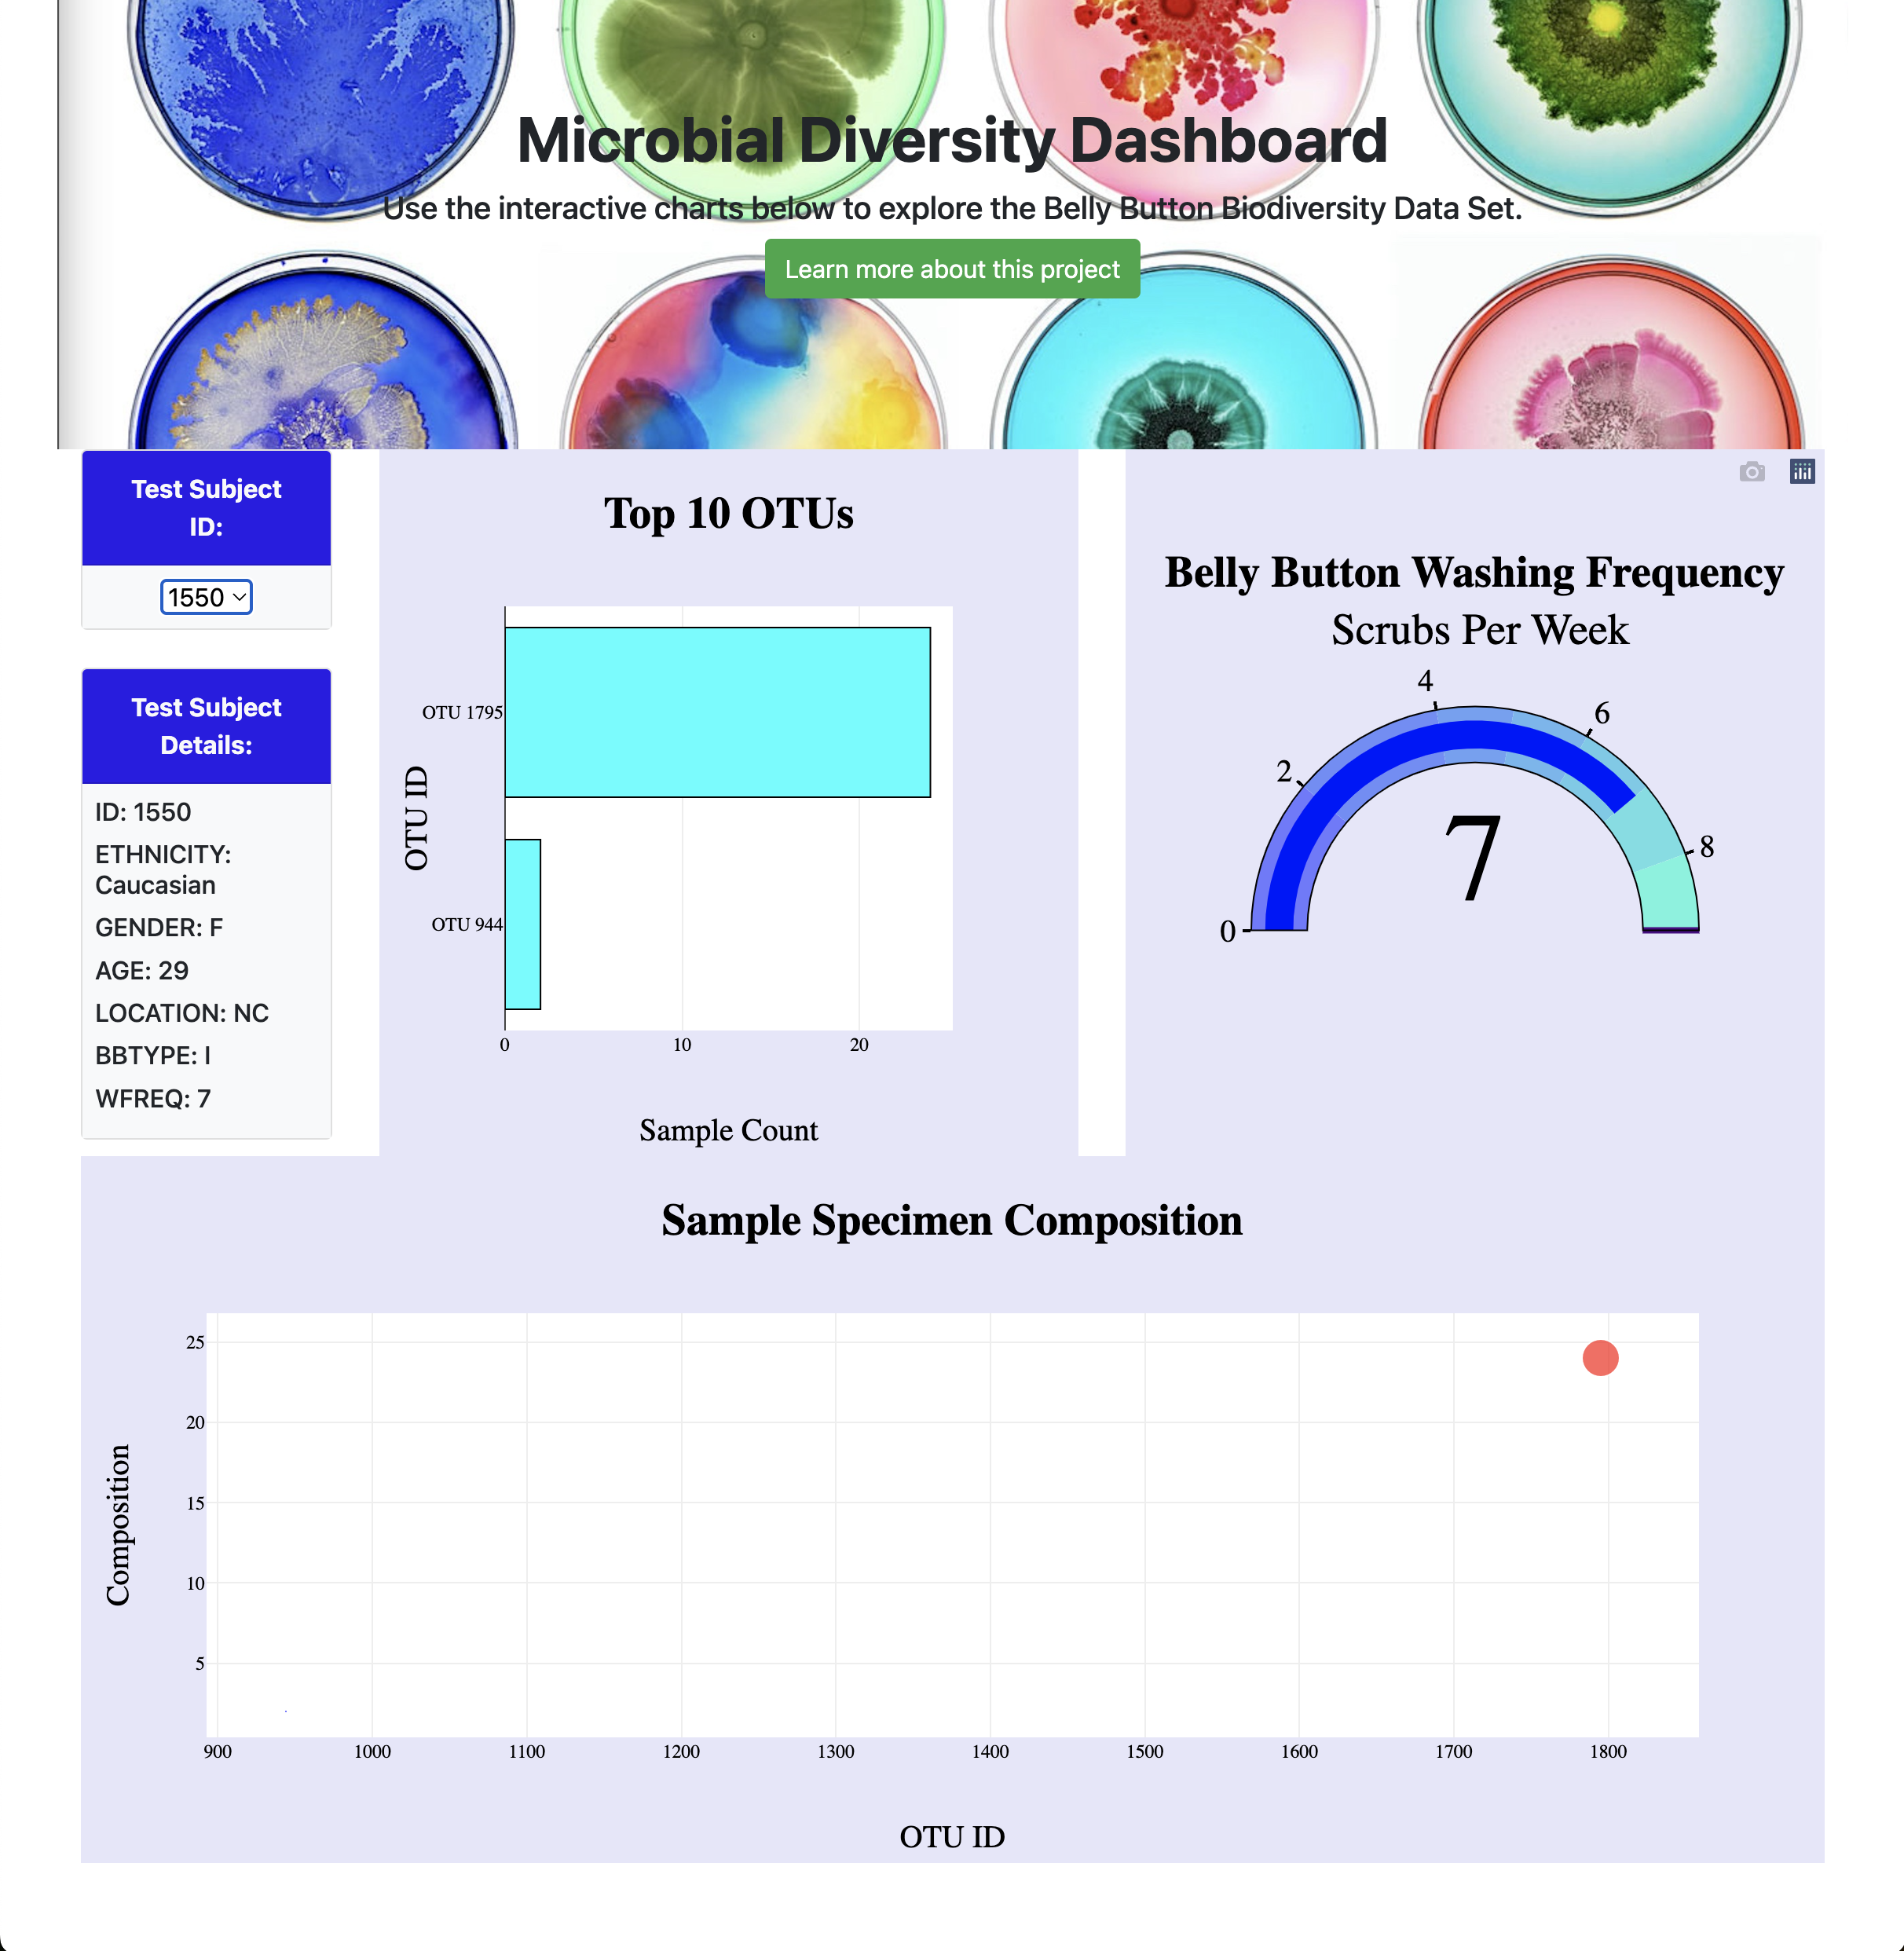 Microbial Diversity Dashboard
Use the interactive charts below to explore the Belly Button Biodiversity Data Set.
Learn more about this project
Test Subject
ID:
1550
Test Subject
Details:
ID: 1550
ETHNICITY:
Caucasian
GENDER: F
AGE: 29
LOCATION: NC
BBTYPE: I
WFREQ: 7
Top 10 OTUs
OTU ID
OTU 1795
OTU 944
0 10 20
Sample Count
Belly Button Washing Frequency
Scrubs Per Week
0
2
4
6
8
7
Sample Specimen Composition
Composition
25
20
15
10
5
900 1000 1100 1200 1300 1400 1500 1600 1700 1800
OTU ID